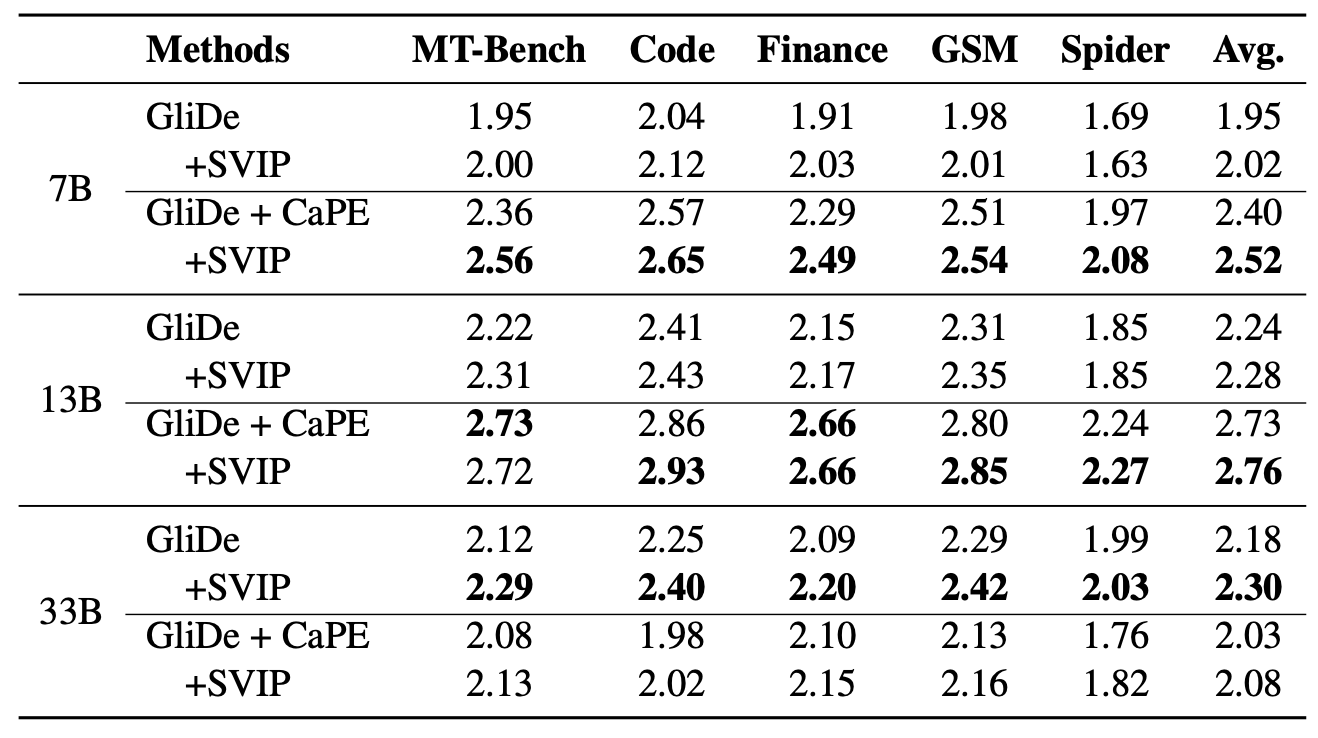 Methods MT-Bench Code Finance GSM Spider Avg.
7B
GliDe 1.95 2.04 1.91 1.98 1.69 1.95
+SVIP 2.00 2.12 2.03 2.01 1.63 2.02
GliDe + CaPE 2.36 2.57 2.29 2.51 1.97 2.40
+SVIP 2.56 2.65 2.49 2.54 2.08 2.52
13B
GliDe 2.22 2.41 2.15 2.31 1.85 2.24
+SVIP 2.31 2.43 2.17 2.35 1.85 2.28
GliDe + CaPE 2.73 2.86 2.66 2.80 2.24 2.73
+SVIP 2.72 2.93 2.66 2.85 2.27 2.76
33B
GliDe 2.12 2.25 2.09 2.29 1.99 2.18
+SVIP 2.29 2.40 2.20 2.42 2.03 2.30
GliDe + CaPE 2.08 1.98 2.10 2.13 1.76 2.03
+SVIP 2.13 2.02 2.15 2.16 1.82 2.08